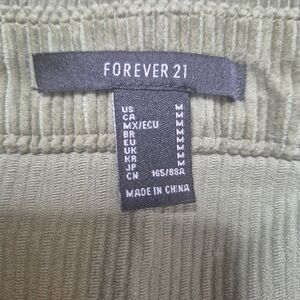 FOREVER 21
US M
CA M
MX/ECU M
BR M
EU M
UK M
KR M
JP M
CN 165/88A
MADE IN CHINA